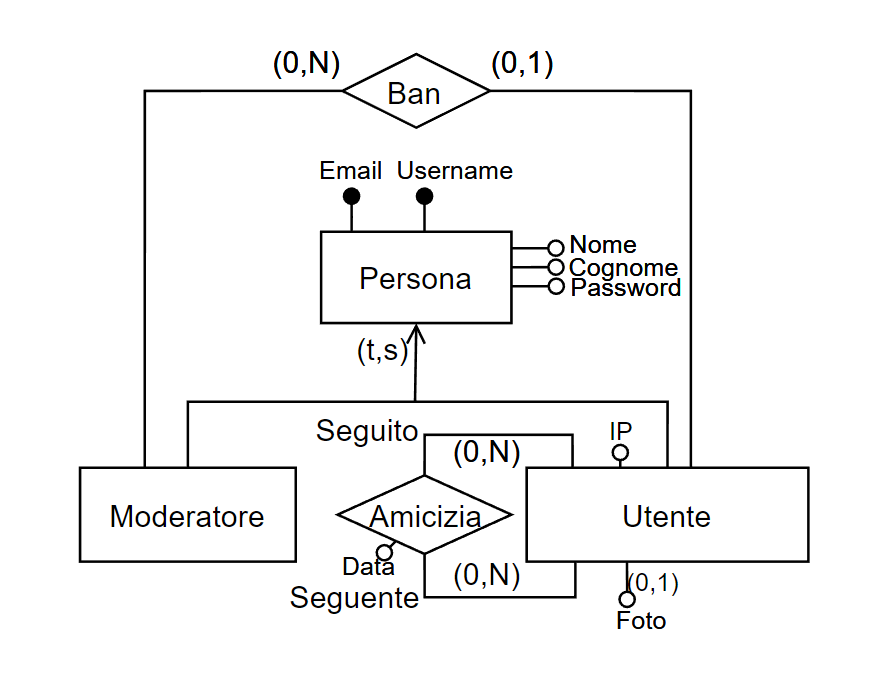 (0,N)
(0,1)
Ban
Email
Username
Nome
Cognome
Password
Persona
(t,s)
Seguito
(0,N)
IP
Moderatore
Amicizia
Utente
Data
(0,N)
(0,1)
Seguente
Foto